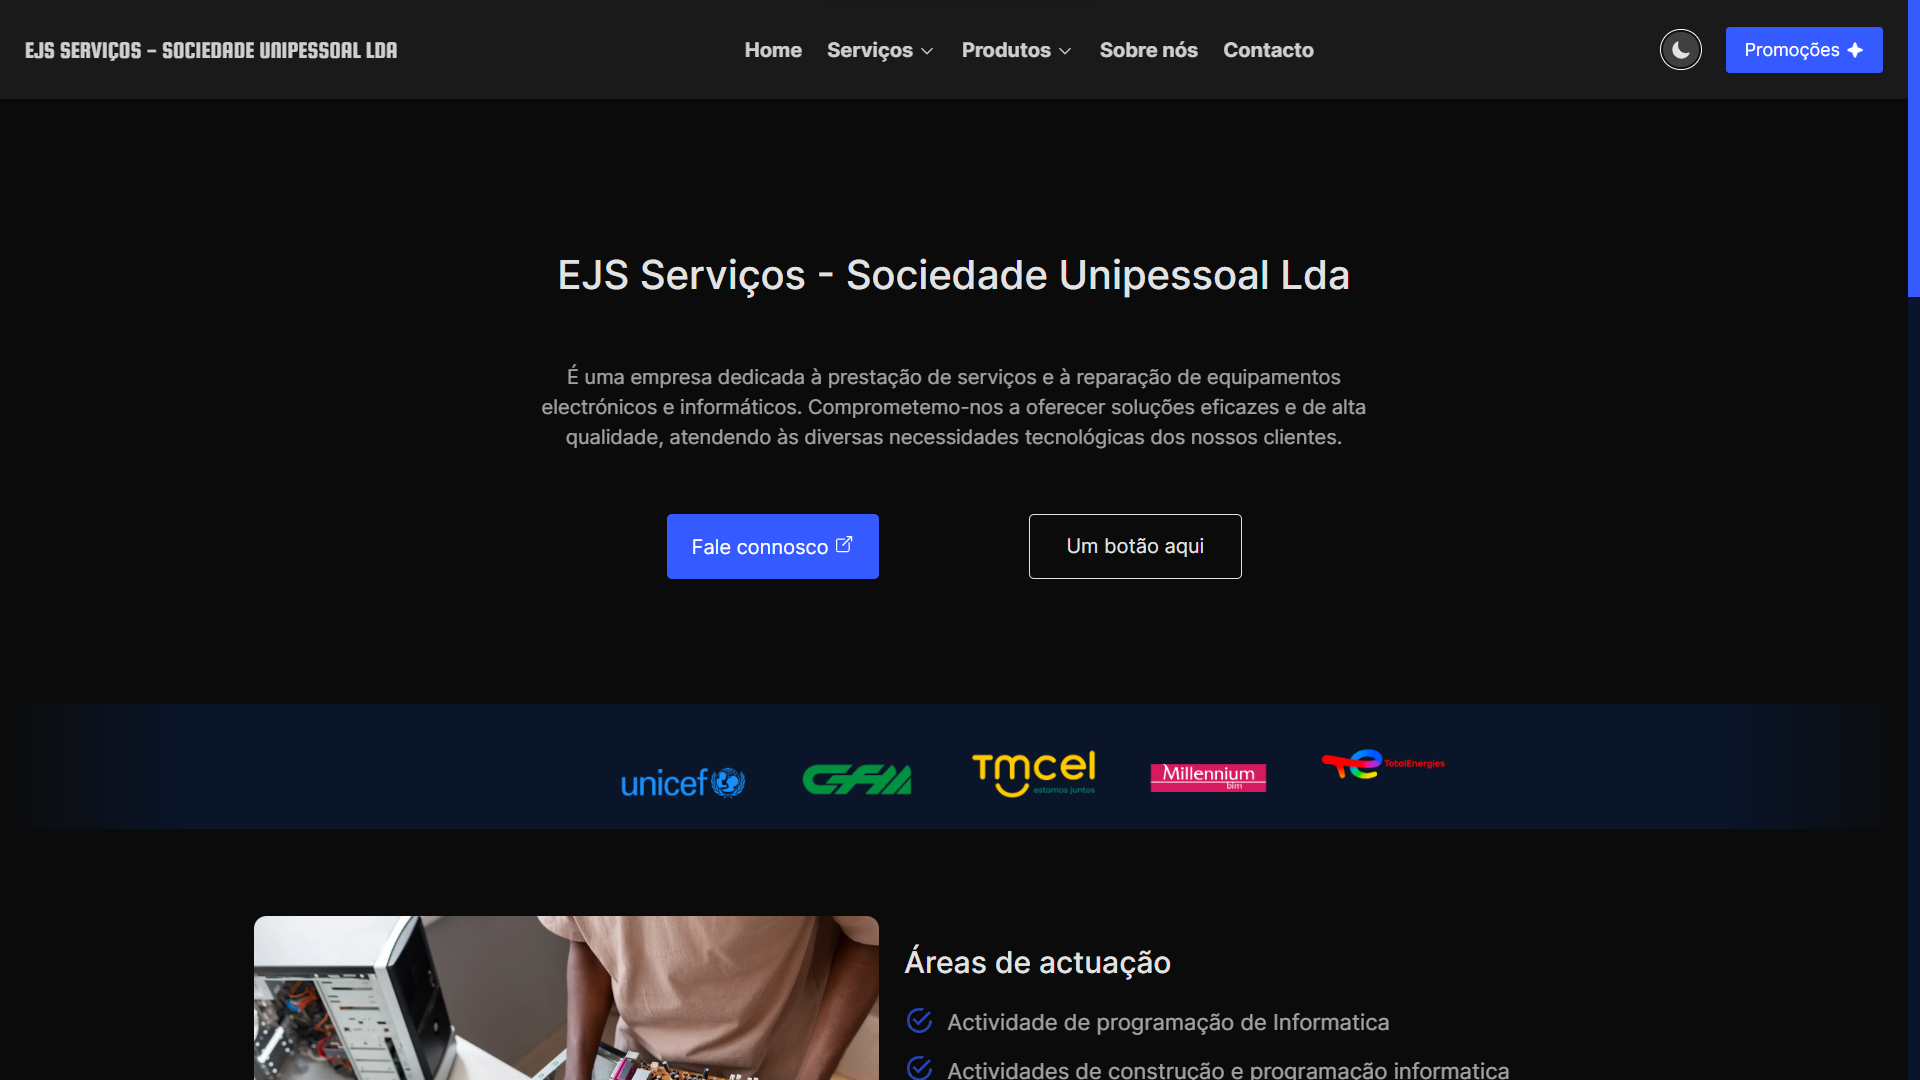 EJS SERVIÇOS - SOCIEDADE UNIPESSOAL LDA
Home
Serviços
Produtos
Sobre nós
Contacto
Promoções
EJS Serviços - Sociedade Unipessoal Lda
É uma empresa dedicada à prestação de serviços e à reparação de equipamentos
electrónicos e informáticos. Comprometemo-nos a oferecer soluções eficazes e de alta
qualidade, atendendo às diversas necessidades tecnológicas dos nossos clientes.
Fale connosco
Um botão aqui
unicef
CFM
Tmcel
estamos juntos
Millennium
bim
TotalEnergies
Áreas de actuação
Actividade de programação de Informatica
Actividades de construção e programação informatica